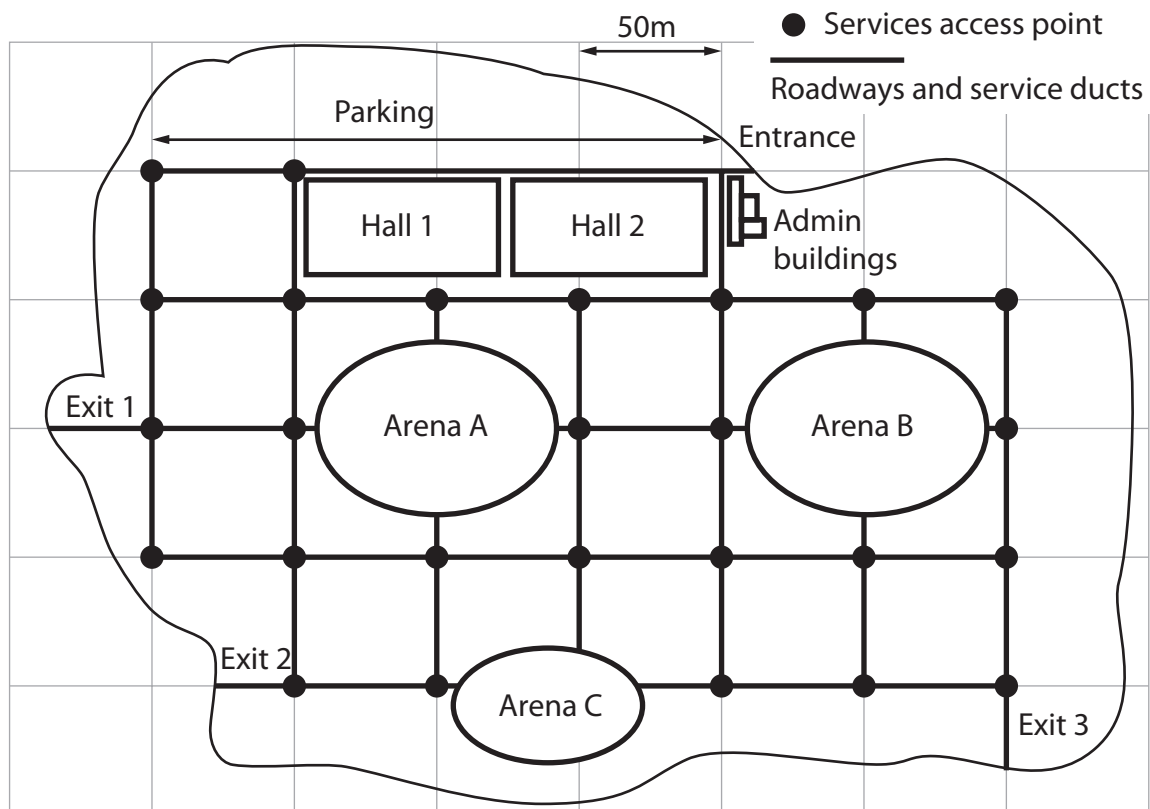 50m
Services access point
Roadways and service ducts
Parking
Entrance
Hall 1
Hall 2
Admin
buildings
Exit 1
Arena A
Arena B
Exit 2
Arena C
Exit 3